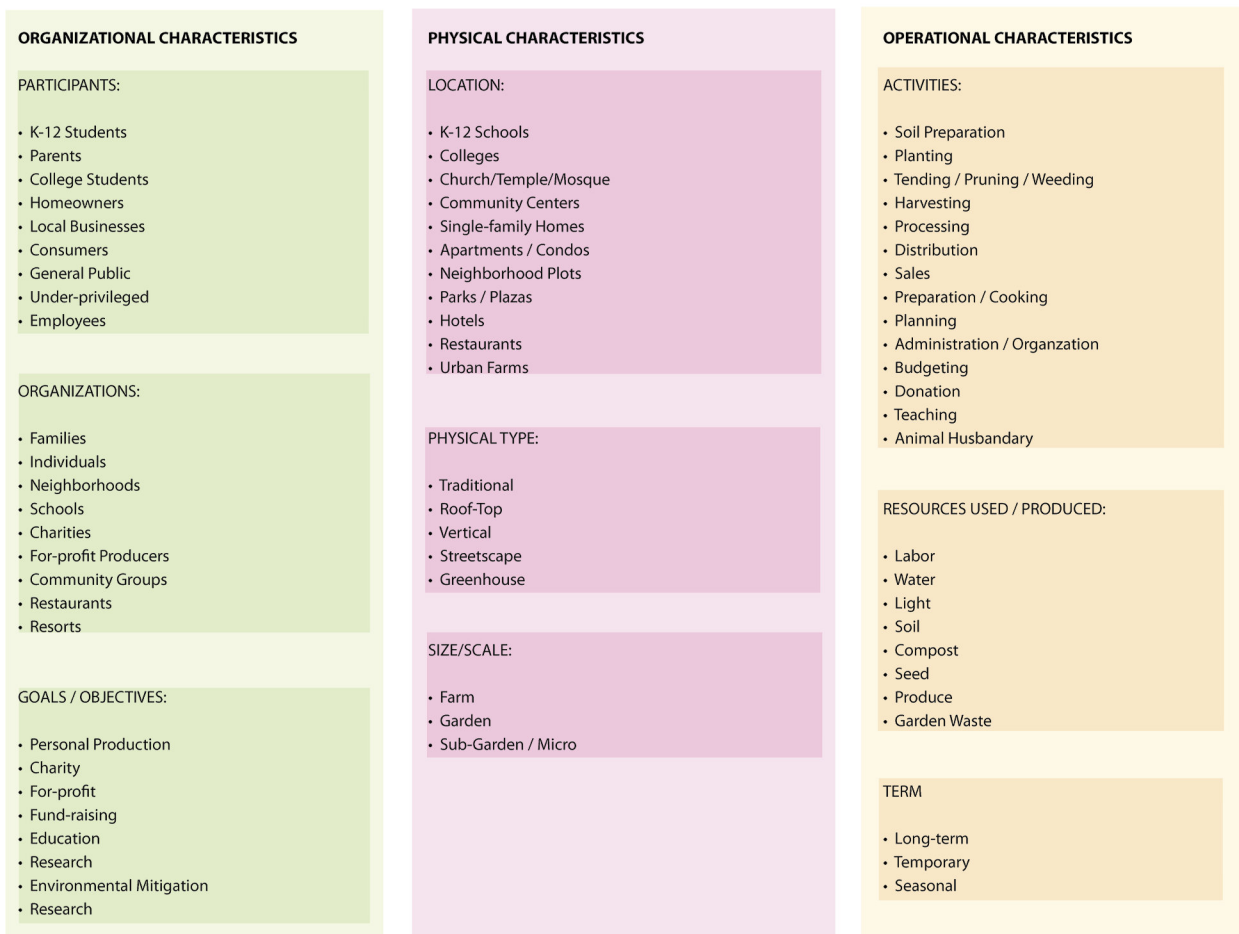 ORGANIZATIONAL CHARACTERISTICS
PARTICIPANTS:
• K-12 Students
• Parents
• College Students
• Homeowners
• Local Businesses
• Consumers
• General Public
• Under-privileged
• Employees
ORGANIZATIONS:
• Families
• Individuals
• Neighborhoods
• Schools
• Charities
• For-profit Producers
• Community Groups
• Restaurants
• Resorts
GOALS / OBJECTIVES:
• Personal Production
• Charity
• For-profit
• Fund-raising
• Education
• Research
• Environmental Mitigation
• Research
PHYSICAL CHARACTERISTICS
LOCATION:
• K-12 Schools
• Colleges
• Church/Temple/Mosque
• Community Centers
• Single-family Homes
• Apartments / Condos
• Neighborhood Plots
• Parks / Plazas
• Hotels
• Restaurants
• Urban Farms
PHYSICAL TYPE:
• Traditional
• Roof-Top
• Vertical
• Streetscape
• Greenhouse
SIZE/SCALE:
• Farm
• Garden
• Sub-Garden / Micro
OPERATIONAL CHARACTERISTICS
ACTIVITIES:
• Soil Preparation
• Planting
• Tending / Pruning / Weeding
• Harvesting
• Processing
• Distribution
• Sales
• Preparation / Cooking
• Planning
• Administration / Organzation
• Budgeting
• Donation
• Teaching
• Animal Husbandary
RESOURCES USED / PRODUCED:
• Labor
• Water
• Light
• Soil
• Compost
• Seed
• Produce
• Garden Waste
TERM
• Long-term
• Temporary
• Seasonal